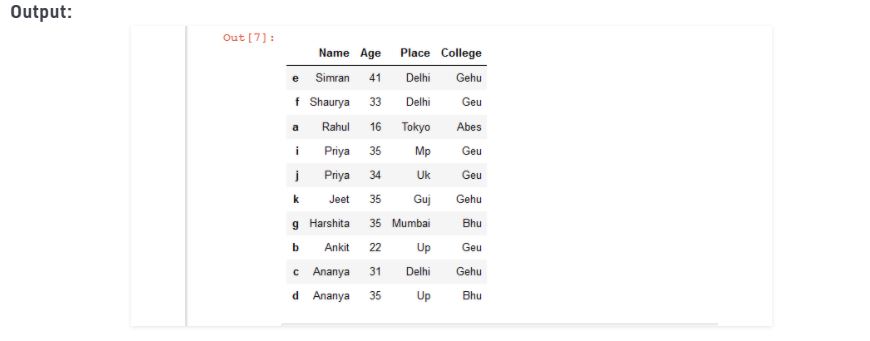 Output:
Out[7]:
Name Age Place College
e Simran 41 Delhi Gehu
f Shaurya 33 Delhi Geu
a Rahul 16 Tokyo Abes
i Priya 35 Mp Geu
j Priya 34 Uk Geu
k Jeet 35 Guj Gehu
g Harshita 35 Mumbai Bhu
b Ankit 22 Up Geu
c Ananya 31 Delhi Gehu
d Ananya 35 Up Bhu